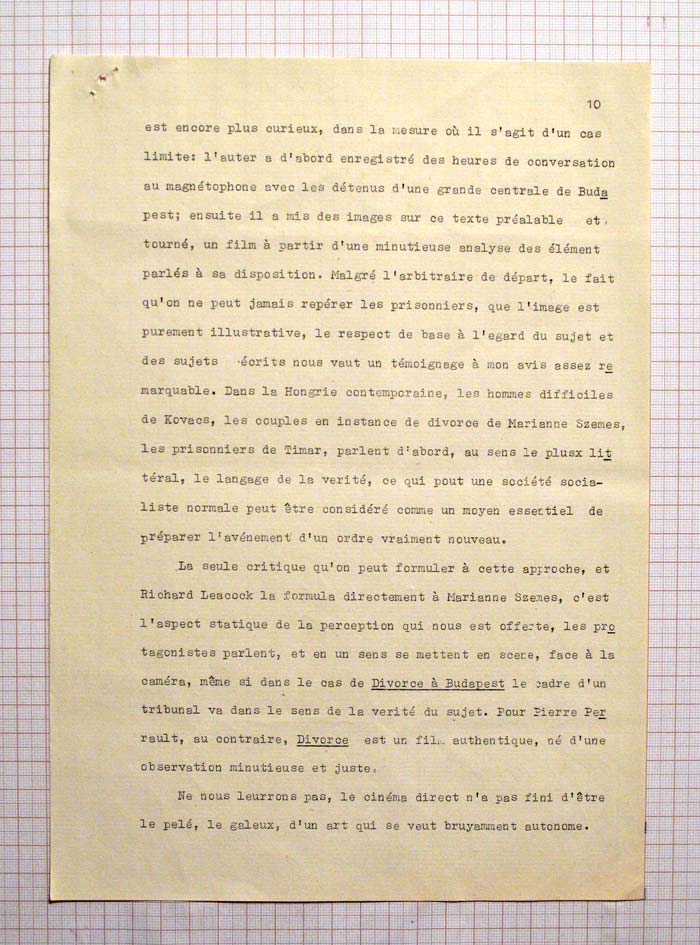 10
est encore plus curieux, dans la mesure où il s'agit d'un cas
limite: l'auter a d'abord enregistré des heures de conversation
au magnétophone avec les détenus d'une grande centrale de Buda
pest; ensuite il a mis des images sur ce texte préalable et
tourné, un film à partir d'une minutieuse analyse des élément
parlés à sa disposition. Malgré l'arbitraire de départ, le fait
qu'on ne peut jamais repérer les prisonniers, que l'image est
purement illustrative, le respect de base à l'egard du sujet et
des sujets écrits nous vaut un témoignage à mon avis assez re
marquable. Dans la Hongrie contemporaine, les hommes difficiles
de Kovacs, les couples en instance de divorce de Marianne Szemes,
les prisonniers de Timar, parlent d'abord, au sens le plusx lit
téral, le langage de la verité, ce qui pout une société socia-
liste normale peut être considéré comme un moyen essentiel de
préparer l'avénement d'un ordre vraiment nouveau.
La seule critique qu'on peut formuler à cette approche, et
Richard Leacock la formula directement à Marianne Szemes, c'est
l'aspect statique de la perception qui nous est offerte, les pro
tagonistes parlent, et en un sens se mettent en scene, face à la
caméra, même si dans le cas de Divorce à Budapest le cadre d'un
tribunal va dans le sens de la verité du sujet. Pour Pierre Per
rault, au contraire, Divorce est un film authentique, né d'une
observation minutieuse et juste.
Ne nous leurrons pas, le cinéma direct n'a pas fini d'être
le pelé, le galeux, d'un art qui se veut bruyamment autonome.